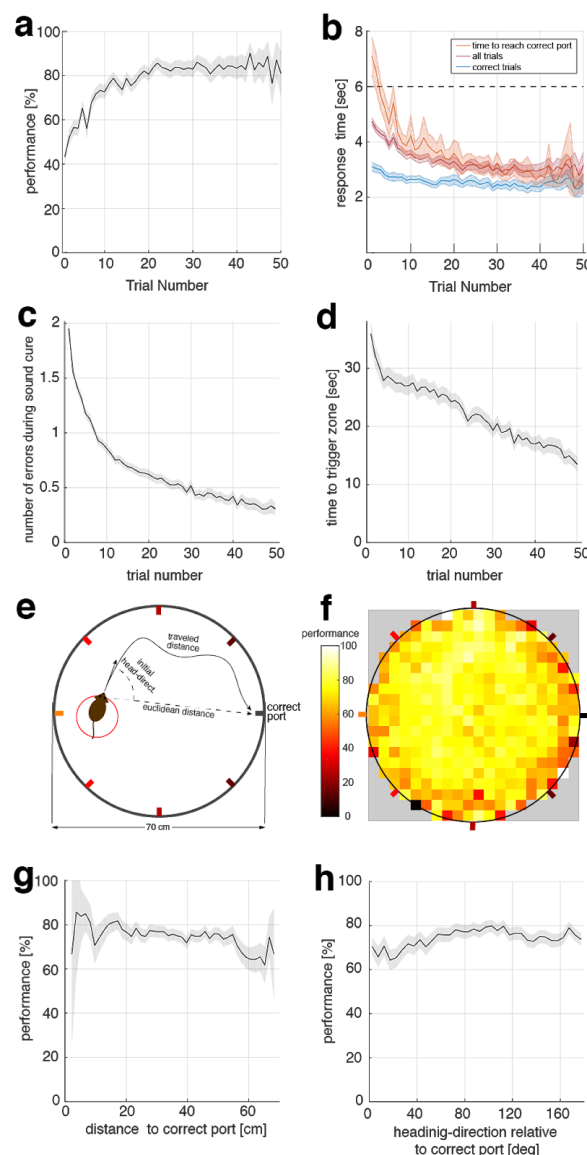 a
performance [%]
100
80
60
40
20
0
0 10 20 30 40 50
Trial Number
b
response time [sec]
8
6
4
2
time to reach correct port
all trials
correct trials
10 20 30 40 50
Trial Number
c
number of errors during sound cure
2
1.5
1
0.5
0
0 10 20 30 40 50
trial number
d
time to trigger zone [sec]
30
20
10
0
0 10 20 30 40 50
trial number
e
traveled
distance
initial
head-direct
euclidean distance
correct
port
70 cm
f
performance
100
80
60
40
20
0
g
performance [%]
100
80
60
40
20
0
0 20 40 60
distance to correct port [cm]
h
performance [%]
100
80
60
40
20
0
0 40 80 120 160
headinig-direction relative
to correct port [deg]